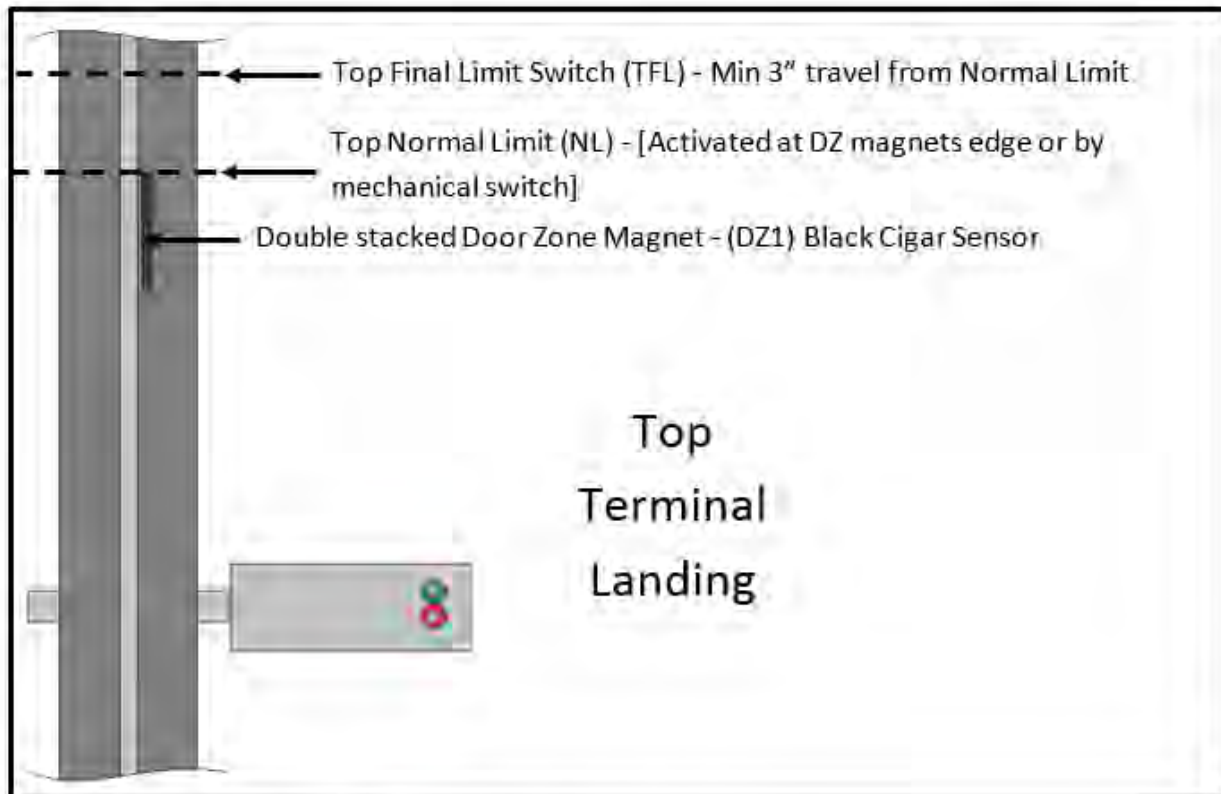 Top Final Limit Switch (TFL) - Min 3" travel from Normal Limit
Top Normal Limit (NL) - [Activated at DZ magnets edge or by
mechanical switch]
Double stacked Door Zone Magnet - (DZ1) Black Cigar Sensor
Top
Terminal
Landing